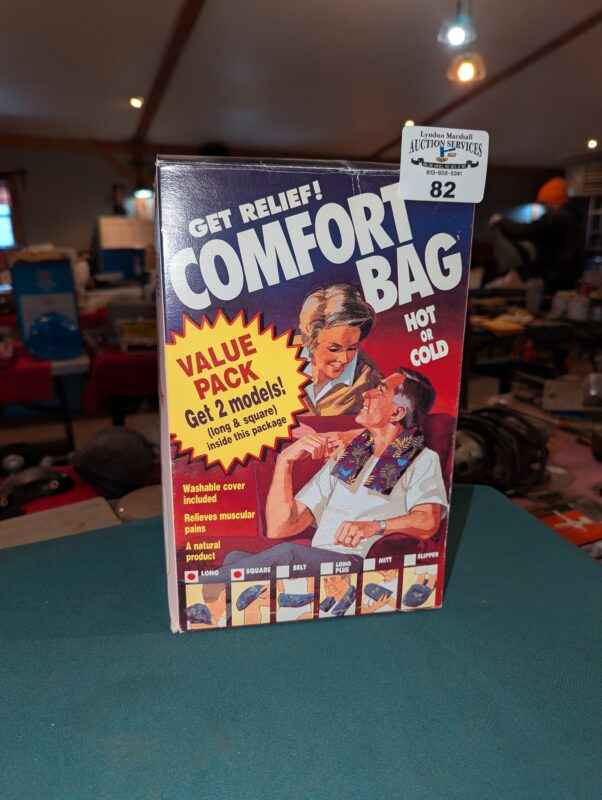 Lyndon Marshall
AUCTION SERVICES
82
GET RELIEF!
COMFORT
BAG
HOT
OR
COLD
VALUE
PACK
Get 2 models!
(long & square)
inside this package
Washable cover
included
Relieves muscular
pains
A natural
product
LONG
SQUARE
BELT
LONG
PLUS
MITT
SLIPPER